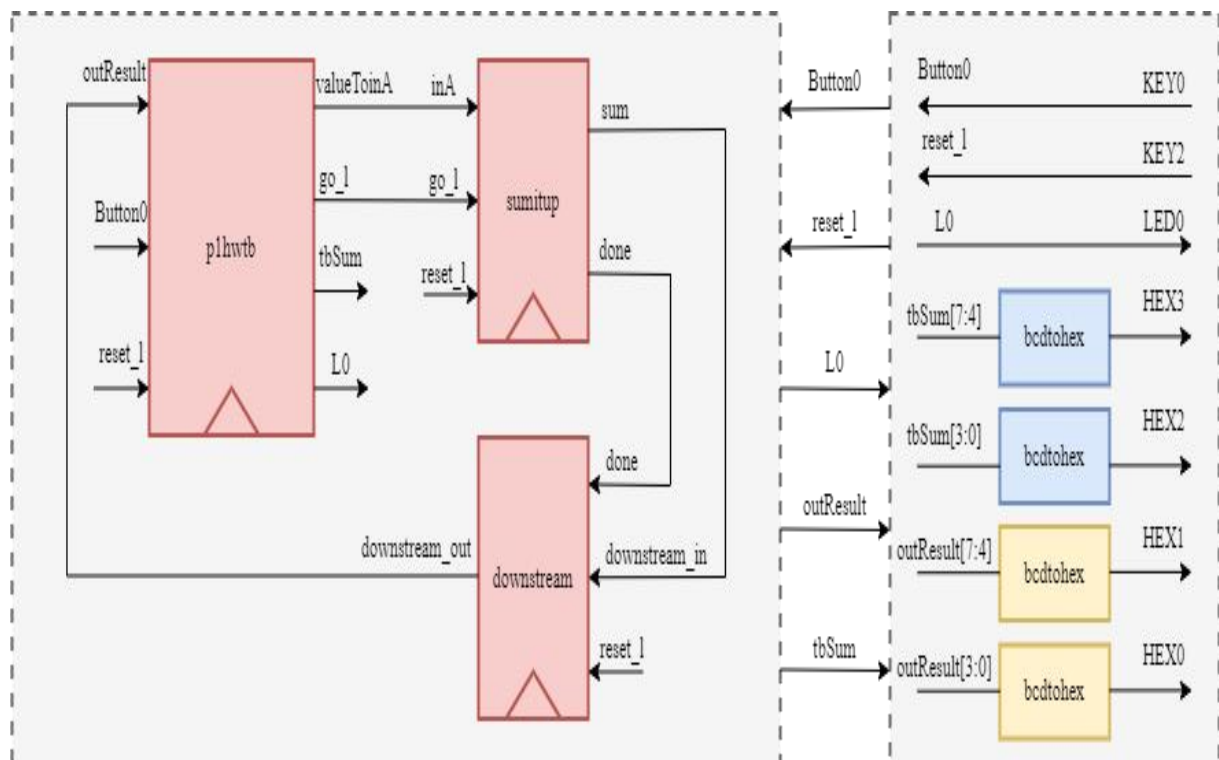 outResult
valueToinA
inA
sum
go_l
go_l
Button0
p1hwtb
sumitup
tbSum
done
reset_l
reset_l
L0
done
downstream_out
downstream_in
downstream
reset_l
Button0
reset_l
L0
outResult
tbSum
Button0
KEY0
reset_l
KEY2
L0
LED0
tbSum[7:4]
bcdtohex
HEX3
tbSum[3:0]
bcdtohex
HEX2
outResult[7:4]
bcdtohex
HEX1
outResult[3:0]
bcdtohex
HEX0